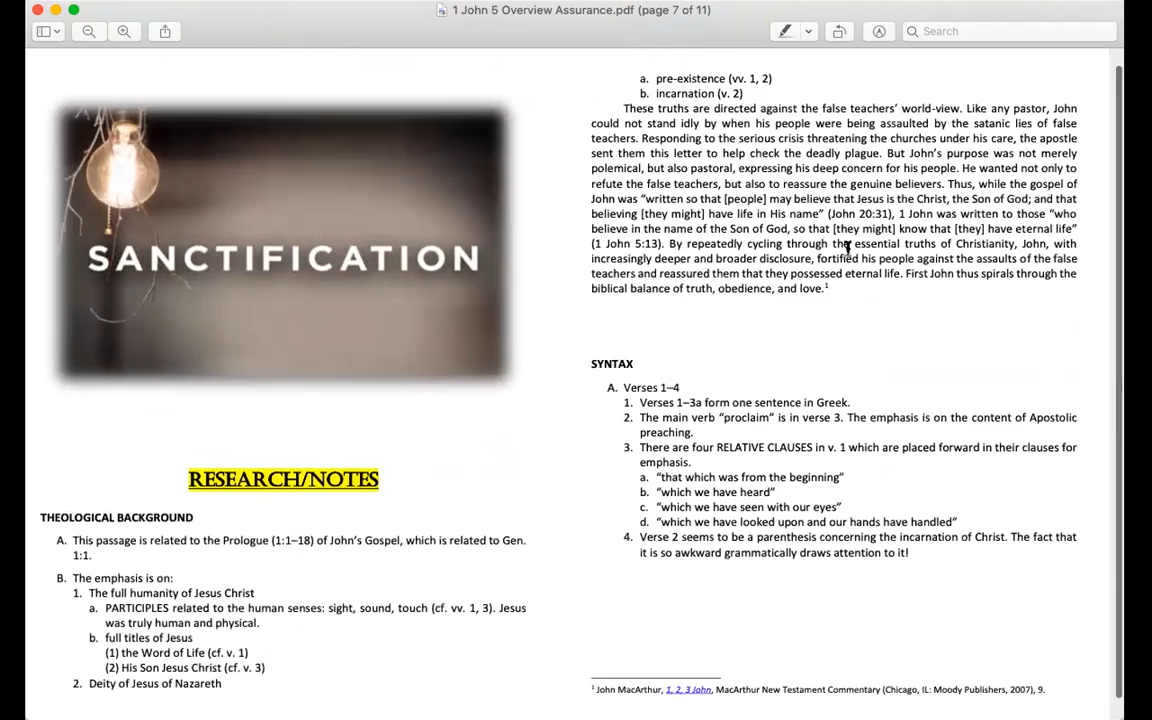 1 John 5 Overview Assurance.pdf (page 7 of 11)
Search
SANCTIFICATION
RESEARCH/NOTES
THEOLOGICAL BACKGROUND
A. This passage is related to the Prologue (1:1–18) of John's Gospel, which is related to Gen.
1:1.
B. The emphasis is on:
1. The full humanity of Jesus Christ
a. PARTICIPLES related to the human senses: sight, sound, touch (cf. vv. 1, 3). Jesus
was truly human and physical.
b. full titles of Jesus
(1) the Word of Life (cf. v. 1)
(2) His Son Jesus Christ (cf. v. 3)
2. Deity of Jesus of Nazareth
a. pre-existence (vv. 1, 2)
b. incarnation (v. 2)
These truths are directed against the false teachers' world-view. Like any pastor, John
could not stand idly by when his people were being assaulted by the satanic lies of false
teachers. Responding to the serious crisis threatening the churches under his care, the apostle
sent them this letter to help check the deadly plague. But John's purpose was not merely
polemical, but also pastoral, expressing his deep concern for his people. He wanted not only to
refute the false teachers, but also to reassure the genuine believers. Thus, while the gospel of
John was “written so that [people] may believe that Jesus is the Christ, the Son of God; and that
believing [they might] have life in His name” (John 20:31), 1 John was written to those “who
believe in the name of the Son of God, so that [they might] know that [they] have eternal life”
(1 John 5:13). By repeatedly cycling through the essential truths of Christianity, John, with
increasingly deeper and broader disclosure, fortified his people against the assaults of the false
teachers and reassured them that they possessed eternal life. First John thus spirals through the
biblical balance of truth, obedience, and love.¹
SYNTAX
A. Verses 1–4
1. Verses 1–3a form one sentence in Greek.
2. The main verb “proclaim” is in verse 3. The emphasis is on the content of Apostolic
preaching.
3. There are four RELATIVE CLAUSES in v. 1 which are placed forward in their clauses for
emphasis.
a. “that which was from the beginning”
b. “which we have heard”
c. “which we have seen with our eyes”
d. “which we have looked upon and our hands have handled”
4. Verse 2 seems to be a parenthesis concerning the incarnation of Christ. The fact that
it is so awkward grammatically draws attention to it!
¹ John MacArthur, 1, 2, 3 John, MacArthur New Testament Commentary (Chicago, IL: Moody Publishers, 2007), 9.